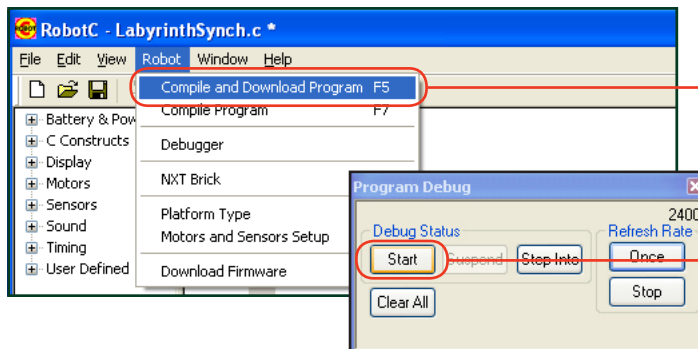 RobotC - LabyrinthSynch.c *
File Edit View Robot Window Help
Compile and Download Program F5
Compile Program F7
Debugger
NXT Brick
Platform Type
Motors and Sensors Setup
Download Firmware
Battery & Pow
C Constructs
Display
Motors
Sensors
Sound
Timing
User Defined
Program Debug
2400
Debug Status
Refresh Rate
Start Suspend Step Into Once
Clear All Stop